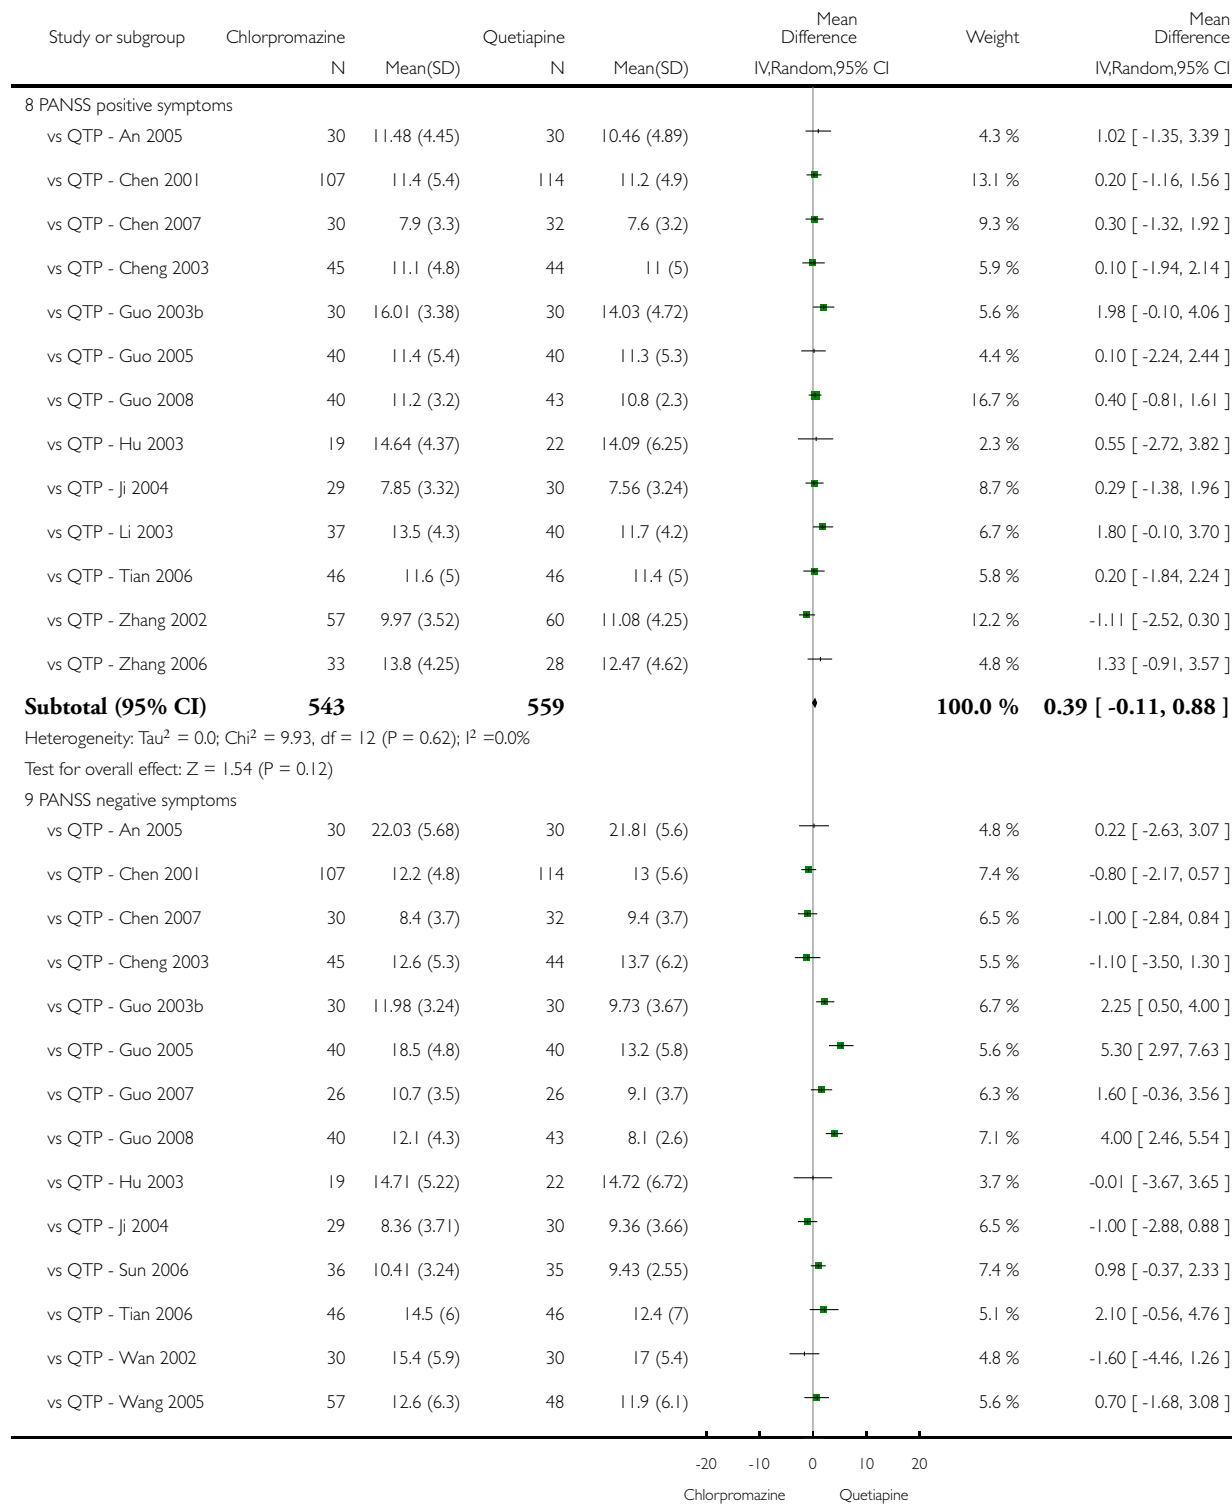 Study or subgroup Chlorpromazine Quetiapine Mean Difference Weight Mean Difference
N Mean(SD) N Mean(SD) IV,Random,95% CI IV,Random,95% CI
8 PANSS positive symptoms
vs QTP - An 2005 30 11.48 (4.45) 30 10.46 (4.89) 4.3 % 1.02 [ -1.35, 3.39 ]
vs QTP - Chen 2001 107 11.4 (5.4) 114 11.2 (4.9) 13.1 % 0.20 [ -1.16, 1.56 ]
vs QTP - Chen 2007 30 7.9 (3.3) 32 7.6 (3.2) 9.3 % 0.30 [ -1.32, 1.92 ]
vs QTP - Cheng 2003 45 11.1 (4.8) 44 11 (5) 5.9 % 0.10 [ -1.94, 2.14 ]
vs QTP - Guo 2003b 30 16.01 (3.38) 30 14.03 (4.72) 5.6 % 1.98 [ -0.10, 4.06 ]
vs QTP - Guo 2005 40 11.4 (5.4) 40 11.3 (5.3) 4.4 % 0.10 [ -2.24, 2.44 ]
vs QTP - Guo 2008 40 11.2 (3.2) 43 10.8 (2.3) 16.7 % 0.40 [ -0.81, 1.61 ]
vs QTP - Hu 2003 19 14.64 (4.37) 22 14.09 (6.25) 2.3 % 0.55 [ -2.72, 3.82 ]
vs QTP - Ji 2004 29 7.85 (3.32) 30 7.56 (3.24) 8.7 % 0.29 [ -1.38, 1.96 ]
vs QTP - Li 2003 37 13.5 (4.3) 40 11.7 (4.2) 6.7 % 1.80 [ -0.10, 3.70 ]
vs QTP - Tian 2006 46 11.6 (5) 46 11.4 (5) 5.8 % 0.20 [ -1.84, 2.24 ]
vs QTP - Zhang 2002 57 9.97 (3.52) 60 11.08 (4.25) 12.2 % -1.11 [ -2.52, 0.30 ]
vs QTP - Zhang 2006 33 13.8 (4.25) 28 12.47 (4.62) 4.8 % 1.33 [ -0.91, 3.57 ]
Subtotal (95% CI) 543 559 100.0 % 0.39 [ -0.11, 0.88 ]
Heterogeneity: Tau² = 0.0; Chi² = 9.93, df = 12 (P = 0.62); I² =0.0%
Test for overall effect: Z = 1.54 (P = 0.12)
9 PANSS negative symptoms
vs QTP - An 2005 30 22.03 (5.68) 30 21.81 (5.6) 4.8 % 0.22 [ -2.63, 3.07 ]
vs QTP - Chen 2001 107 12.2 (4.8) 114 13 (5.6) 7.4 % -0.80 [ -2.17, 0.57 ]
vs QTP - Chen 2007 30 8.4 (3.7) 32 9.4 (3.7) 6.5 % -1.00 [ -2.84, 0.84 ]
vs QTP - Cheng 2003 45 12.6 (5.3) 44 13.7 (6.2) 5.5 % -1.10 [ -3.50, 1.30 ]
vs QTP - Guo 2003b 30 11.98 (3.24) 30 9.73 (3.67) 6.7 % 2.25 [ 0.50, 4.00 ]
vs QTP - Guo 2005 40 18.5 (4.8) 40 13.2 (5.8) 5.6 % 5.30 [ 2.97, 7.63 ]
vs QTP - Guo 2007 26 10.7 (3.5) 26 9.1 (3.7) 6.3 % 1.60 [ -0.36, 3.56 ]
vs QTP - Guo 2008 40 12.1 (4.3) 43 8.1 (2.6) 7.1 % 4.00 [ 2.46, 5.54 ]
vs QTP - Hu 2003 19 14.71 (5.22) 22 14.72 (6.72) 3.7 % -0.01 [ -3.67, 3.65 ]
vs QTP - Ji 2004 29 8.36 (3.71) 30 9.36 (3.66) 6.5 % -1.00 [ -2.88, 0.88 ]
vs QTP - Sun 2006 36 10.41 (3.24) 35 9.43 (2.55) 7.4 % 0.98 [ -0.37, 2.33 ]
vs QTP - Tian 2006 46 14.5 (6) 46 12.4 (7) 5.1 % 2.10 [ -0.56, 4.76 ]
vs QTP - Wan 2002 30 15.4 (5.9) 30 17 (5.4) 4.8 % -1.60 [ -4.46, 1.26 ]
vs QTP - Wang 2005 57 12.6 (6.3) 48 11.9 (6.1) 5.6 % 0.70 [ -1.68, 3.08 ]
-20 -10 0 10 20
Chlorpromazine Quetiapine